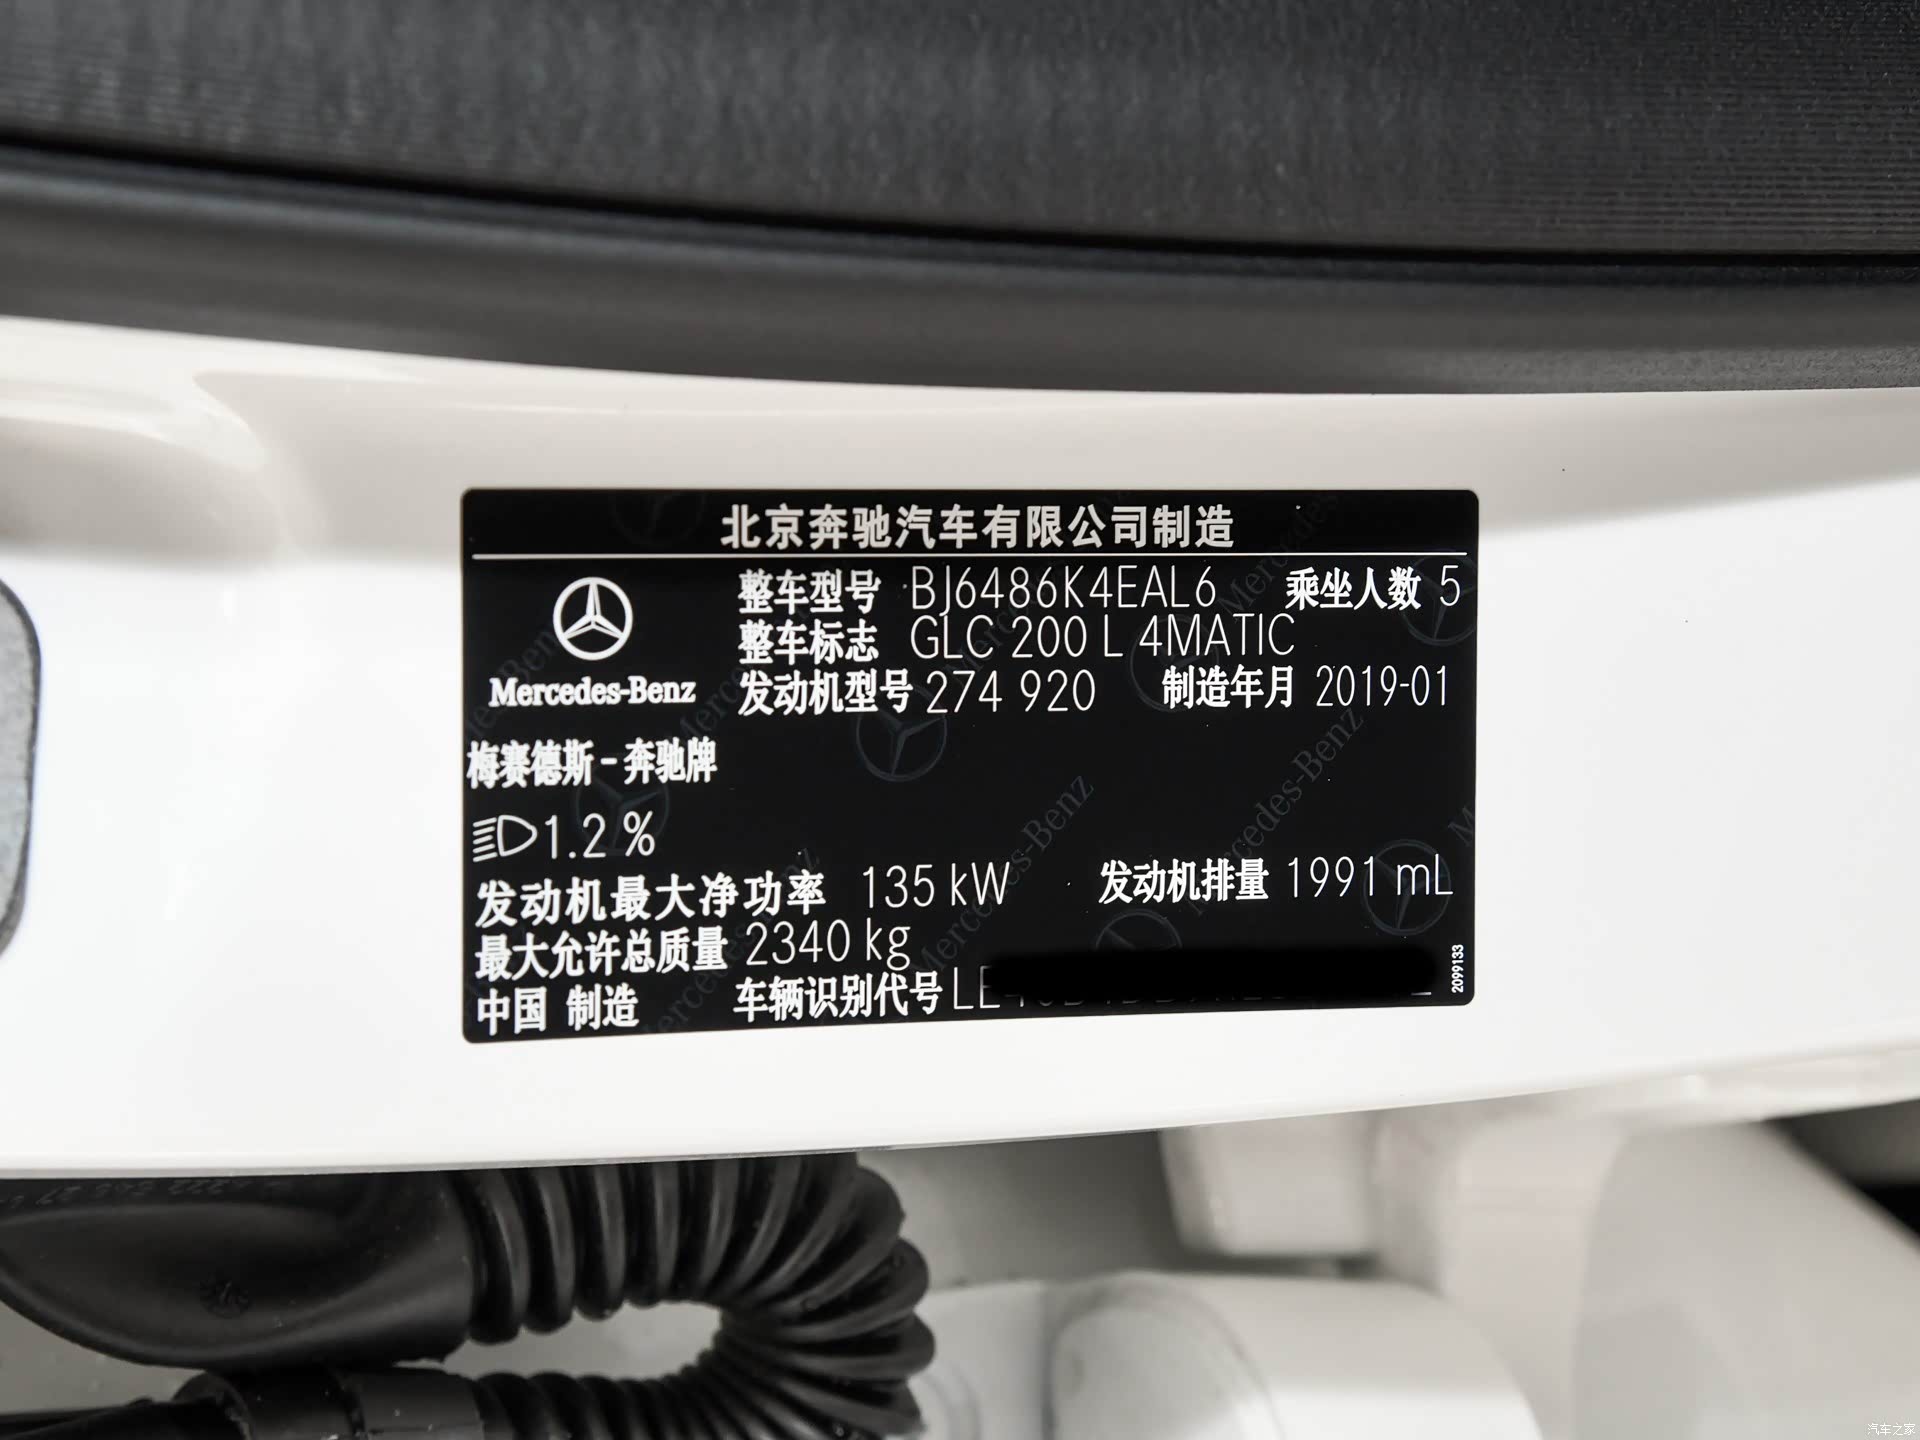 北京奔驰汽车有限公司制造
整车型号 BJ6486K4EAL6 乘坐人数 5
整车标志 GLC 200 L 4MATIC
Mercedes-Benz
发动机型号 274 920 制造年月 2019-01
梅赛德斯-奔驰牌
1.2 %
发动机最大净功率 135 kW 发动机排量 1991 mL
最大允许总质量 2340 kg
中国 制造 车辆识别代号 LE
2099133
汽车之家